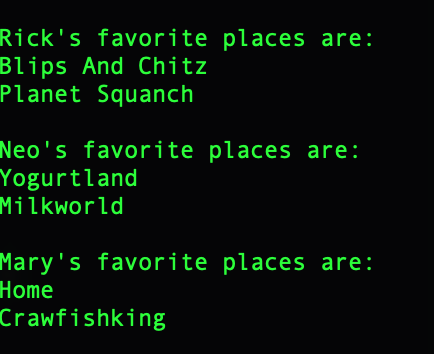 Rick's favorite places are:
Blips And Chitz
Planet Squanch
Neo's favorite places are:
Yogurtland
Milkworld
Mary's favorite places are:
Home
Crawfishking